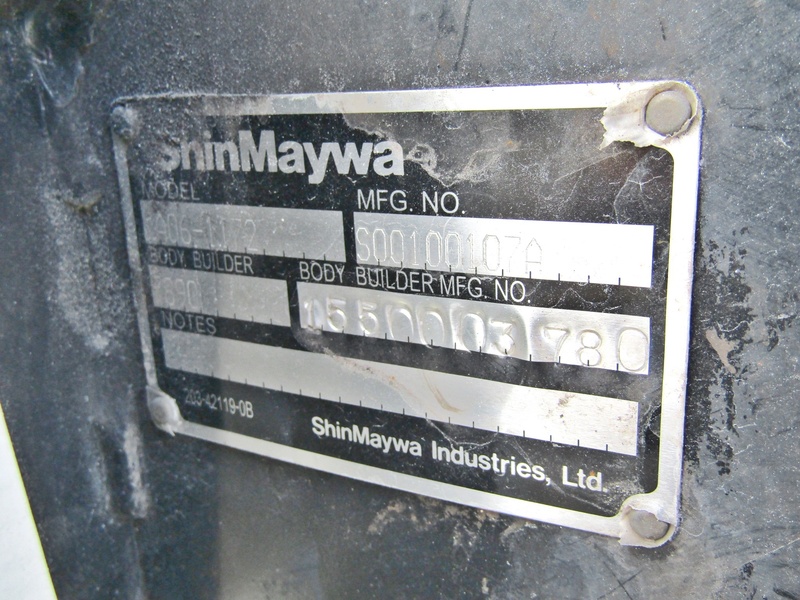 ShinMaywa
MODEL
MFG. NO.
S00100107A
BODY BUILDER
BODY BUILDER MFG. NO.
1550003780
NOTES
203-42119-0B
ShinMaywa Industries, Ltd.